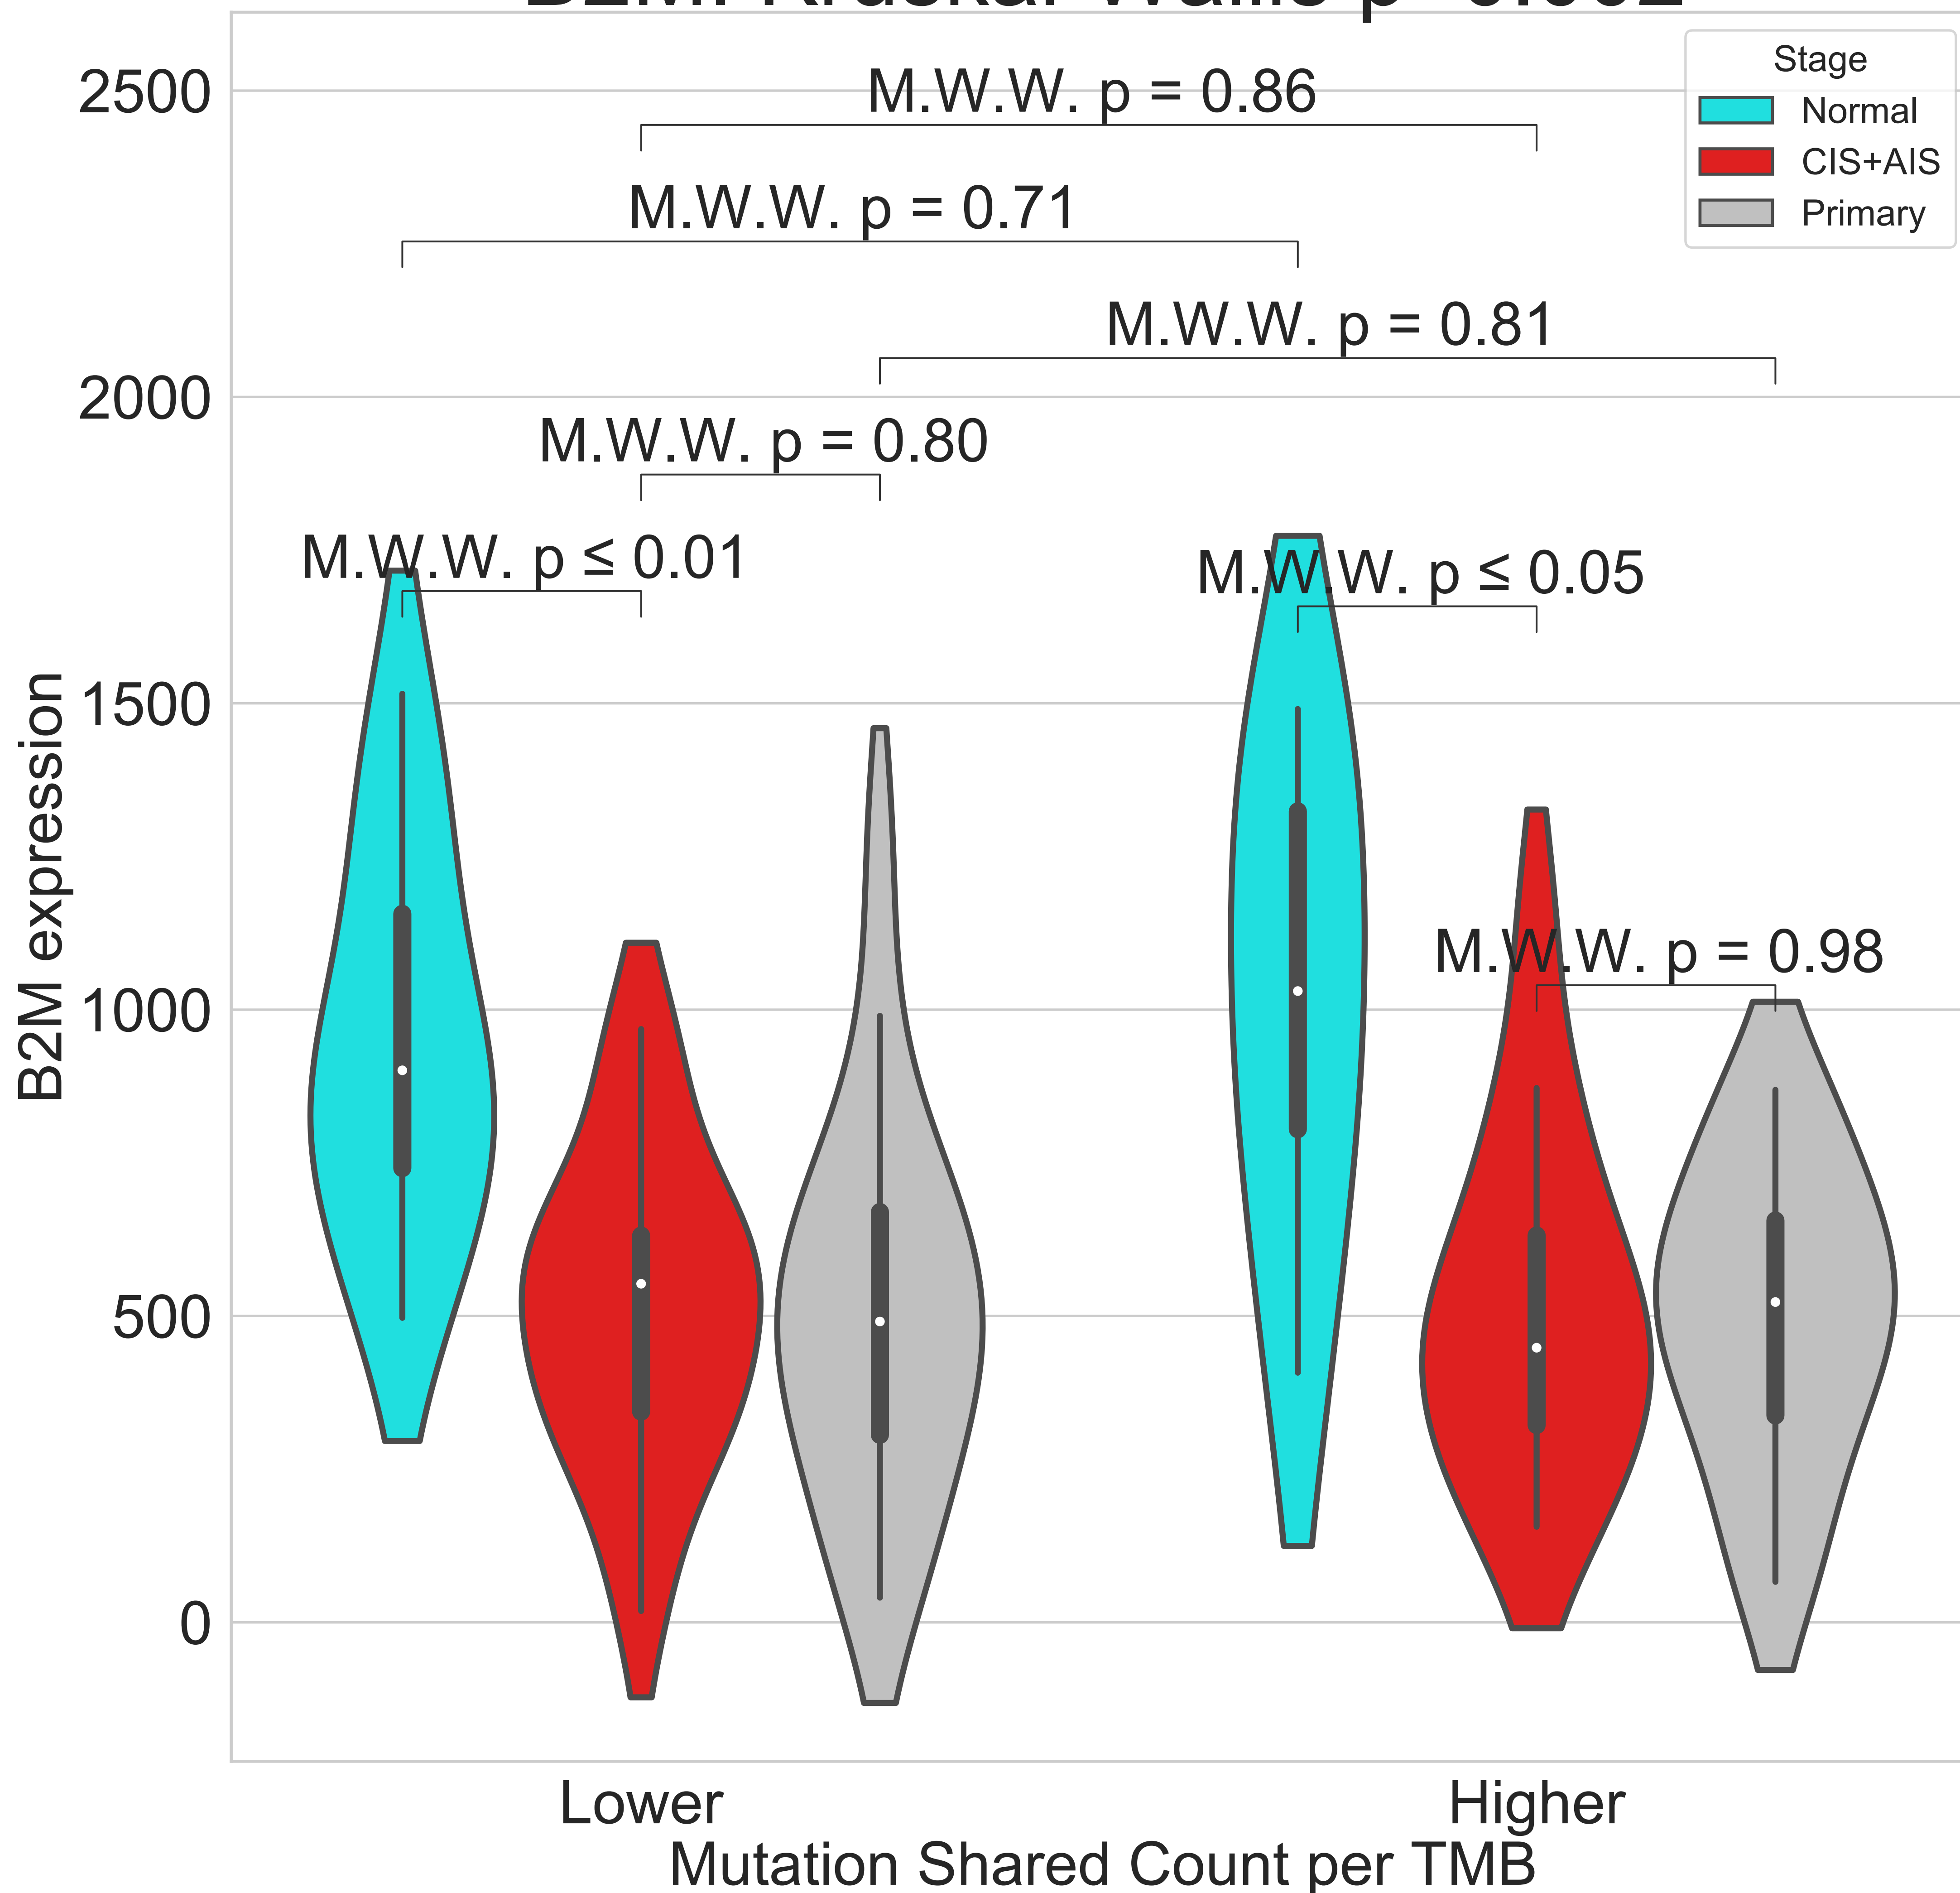 M.W.W. p = 0.86
Stage
Normal
CIS+AIS
Primary
M.W.W. p = 0.71
M.W.W. p = 0.81
M.W.W. p = 0.80
M.W.W. p ≤ 0.01
M.W.W. p ≤ 0.05
M.W.W. p = 0.98
2500
2000
1500
1000
500
0
B2M expression
Lower
Higher
Mutation Shared Count per TMB